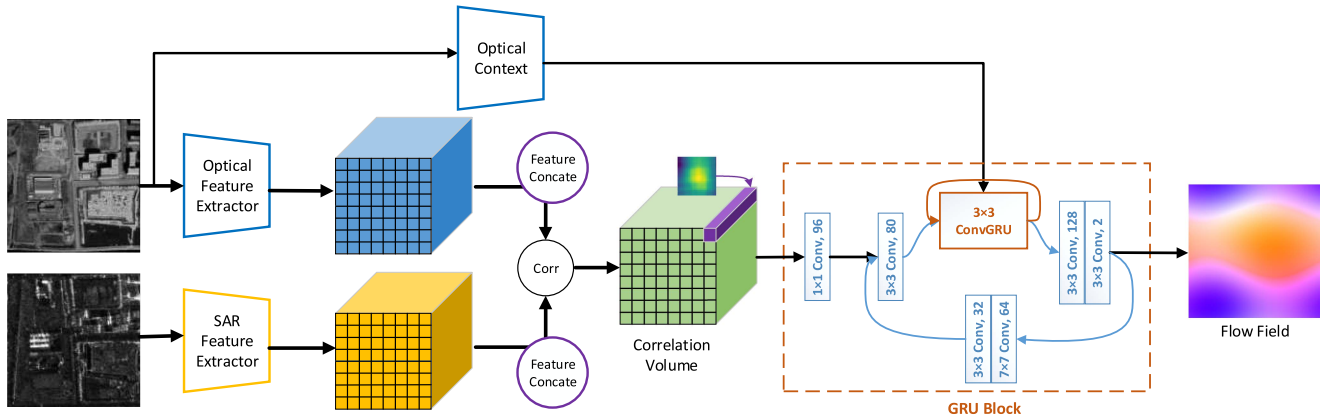 Optical
Context
Optical
Feature
Extractor
Feature
Concate
Corr
SAR
Feature
Extractor
Feature
Concate
Correlation
Volume
1×1 Conv, 96
3×3 Conv, 80
3×3
ConvGRU
3×3 Conv, 128
3×3 Conv, 2
3×3 Conv, 32
7×7 Conv, 64
GRU Block
Flow Field